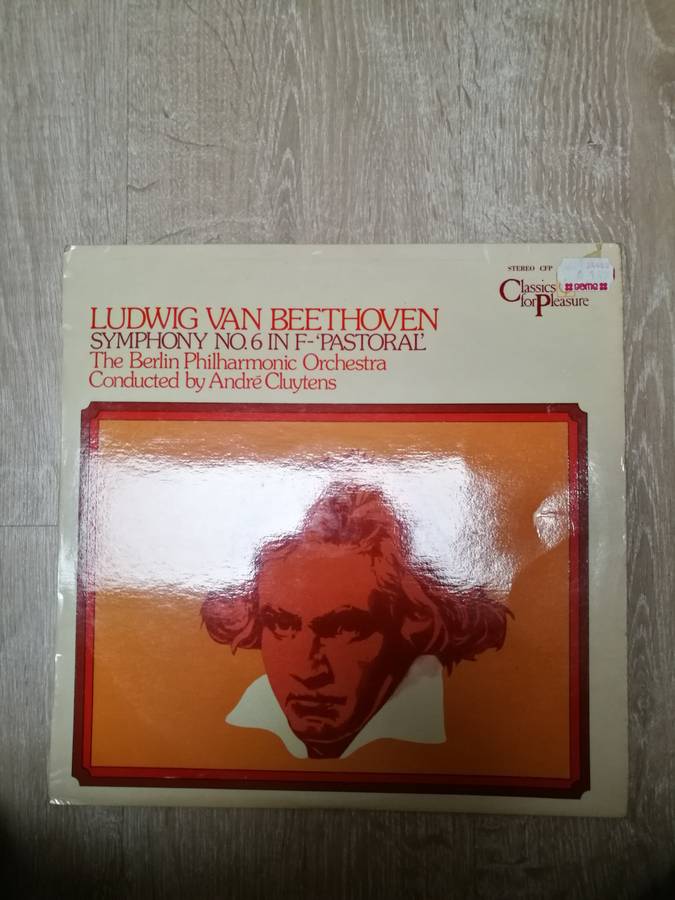 STEREO CFP
Classics
for Pleasure
LUDWIG VAN BEETHOVEN
SYMPHONY NO. 6 IN F-'PASTORAL'.
The Berlin Philharmonic Orchestra
Conducted by André Cluytens